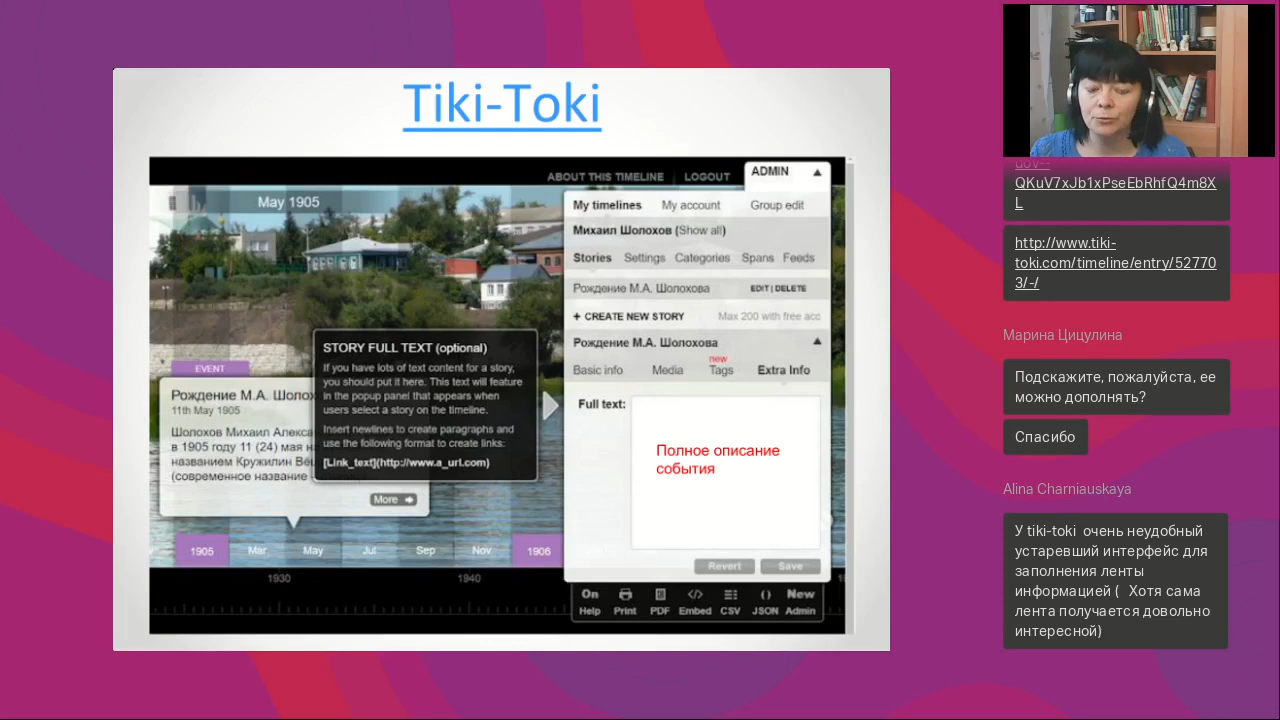 Tiki-Toki
ABOUT THIS TIMELINE
LOGOUT
ADMIN
May 1905
My timelines
My account
Group edit
Михаил Шолохов (Show all)
Stories
Settings
Categories
Spans
Feeds
Рождение М.А. Шолохова
EDIT | DELETE
+ CREATE NEW STORY
Max 200 with free acc
Рождение М.А. Шолохова
new
Basic info
Media
Tags
Extra Info
Full text:
Полное описание
события
Revert
Save
STORY FULL TEXT (optional)
If you have lots of text content for a story,
you should put it here. This text will feature
in the popup panel that appears when
users select a story on the timeline.
Insert newlines to create paragraphs and
use the following format to create links:
[Link_text](http://www.a_url.com)
EVENT
Рождение М.А. Шолох
11th May 1905
Шолохов Михаил Алекса
в 1905 году 11 (24) мая н
названием Кружилин Вёш
(современное название -
More
1905
Mar
May
Jul
Sep
Nov
1906
1930
1940
On
Help
Print
PDF
Embed
CSV
JSON
New
Admin
QKuV7xJb1xPseEbRhfQ4m8X
L
http://www.tiki-
toki.com/timeline/entry/52770
3/-/
Марина Цицулина
Подскажите, пожалуйста, ее
можно дополнять?
Спасибо
Alina Charniauskaya
У tiki-toki очень неудобный
устаревший интерфейс для
заполнения ленты
информацией ( Хотя сама
лента получается довольно
интересной)